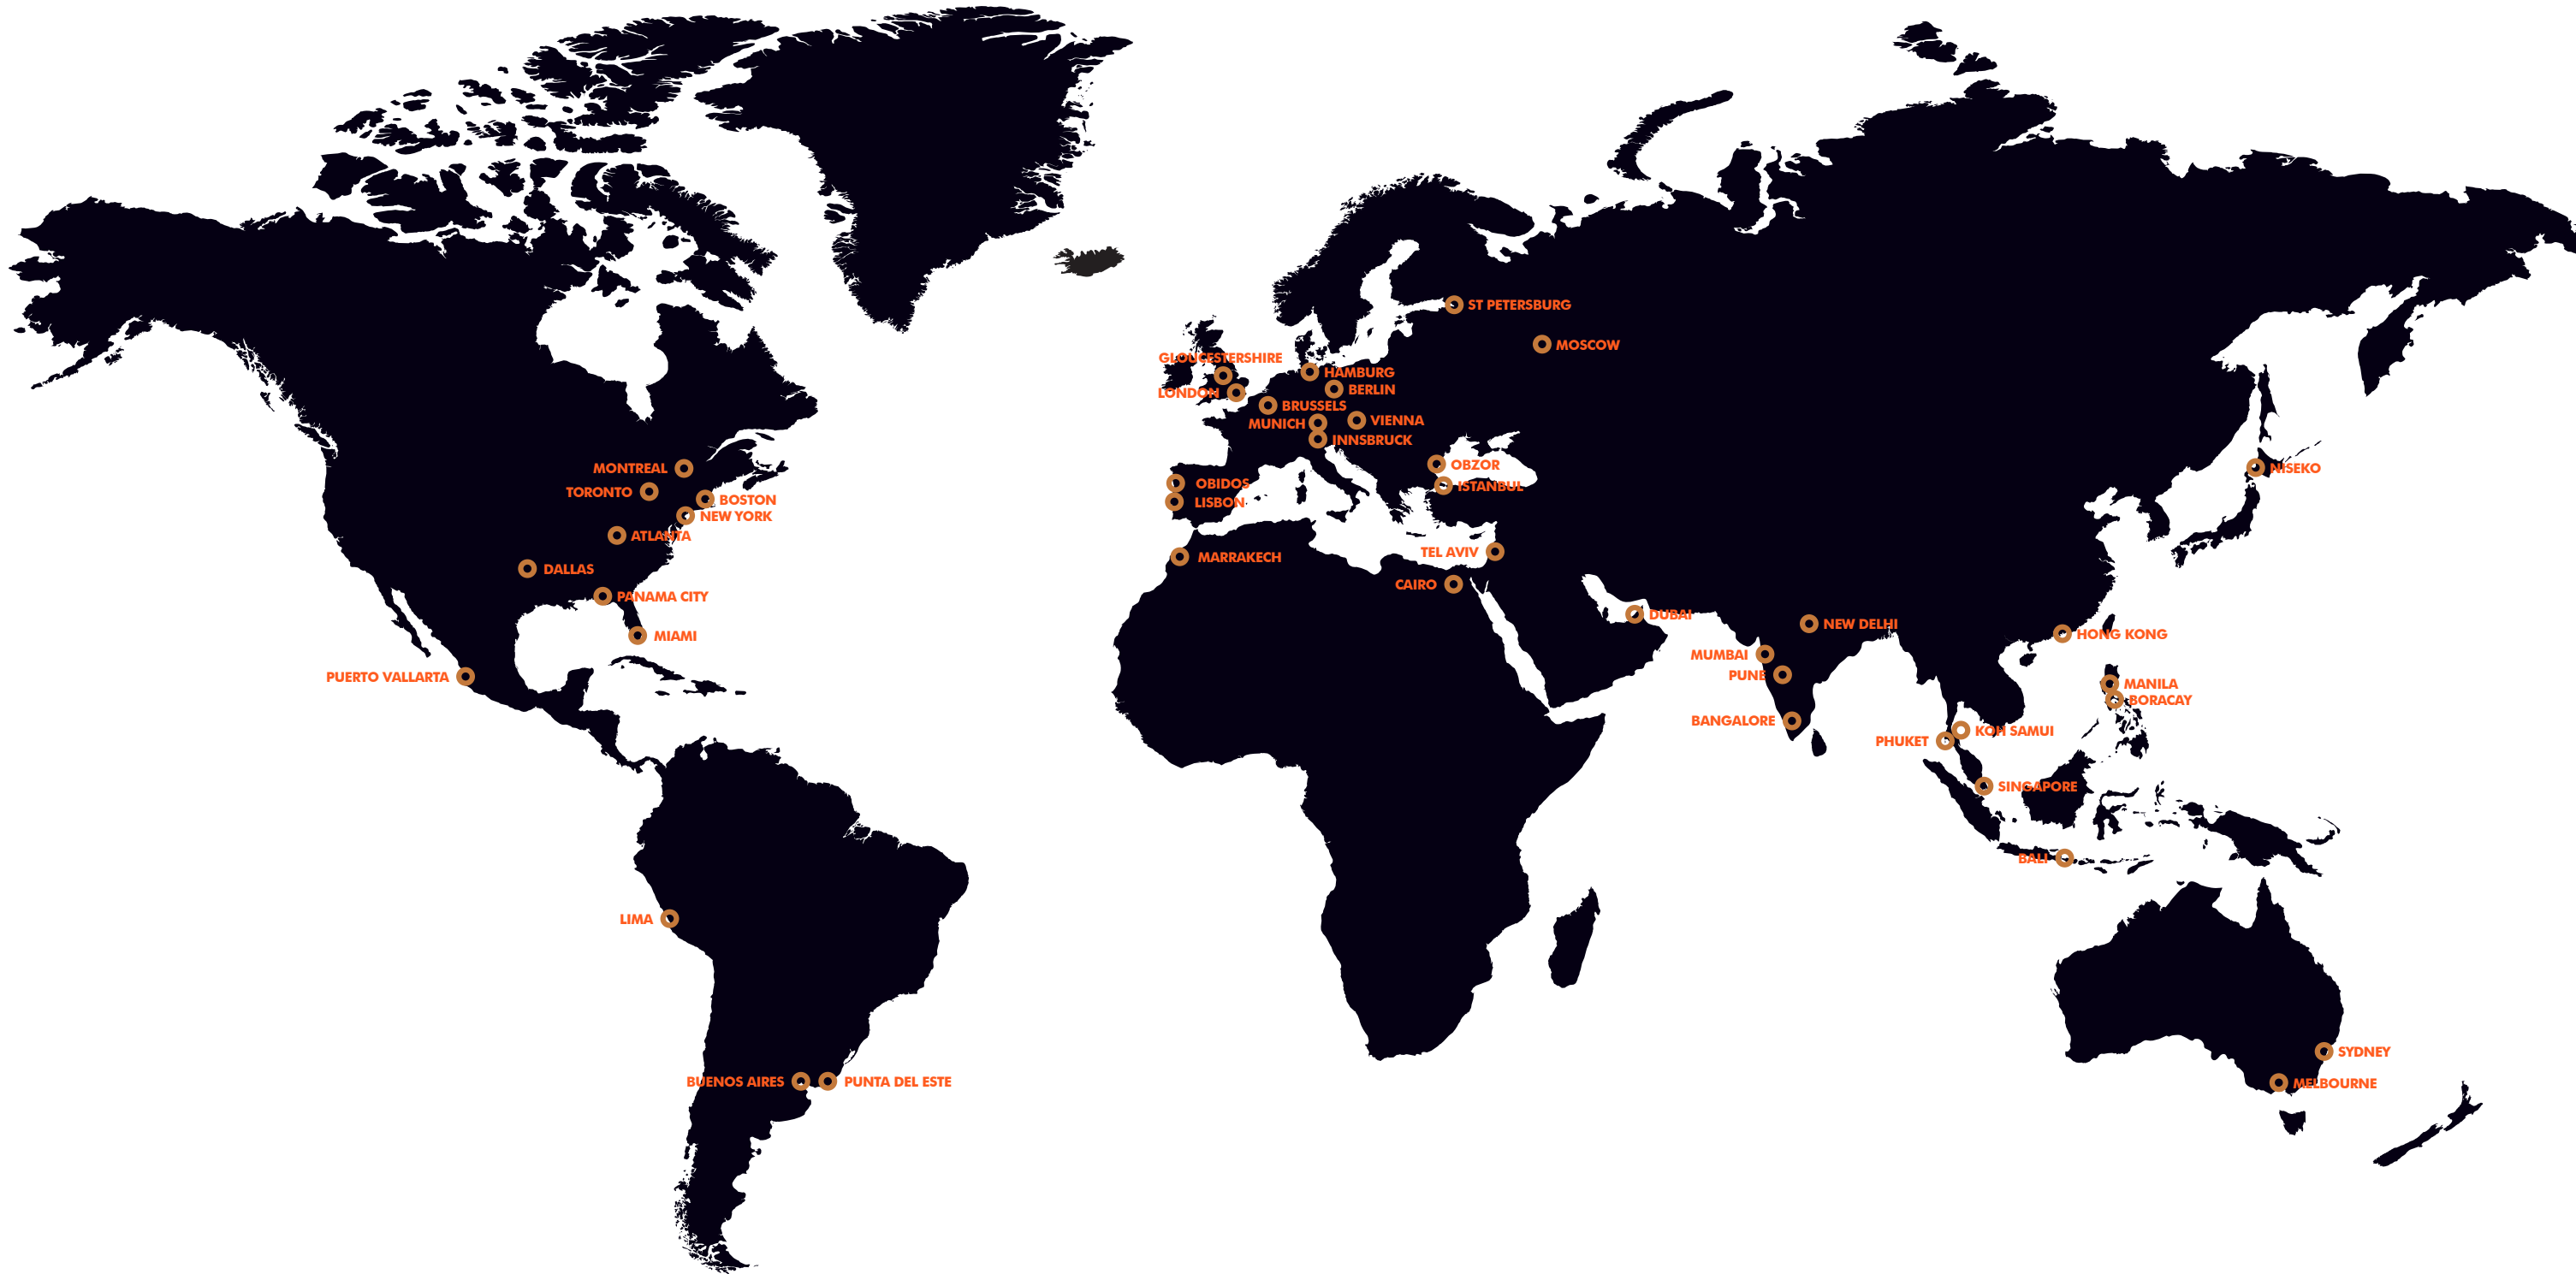 ST PETERSBURG
MOSCOW
GLOUCESTERSHIRE
HAMBURG
LONDON
BERLIN
BRUSSELS
MUNICH
VIENNA
INNSBRUCK
MONTREAL
OBZOR
NISEKO
TORONTO
BOSTON
OBIDOS
ISTANBUL
LISBON
NEW YORK
ATLANTA
TEL AVIV
MARRAKECH
DALLAS
CAIRO
PANAMA CITY
DUBAI
NEW DELHI
HONG KONG
MIAMI
MUMBAI
PUNE
PUERTO VALLARTA
MANILA
BORACAY
BANGALORE
KOH SAMUI
PHUKET
SINGAPORE
BALI
LIMA
SYDNEY
BUENOS AIRES
PUNTA DEL ESTE
MELBOURNE